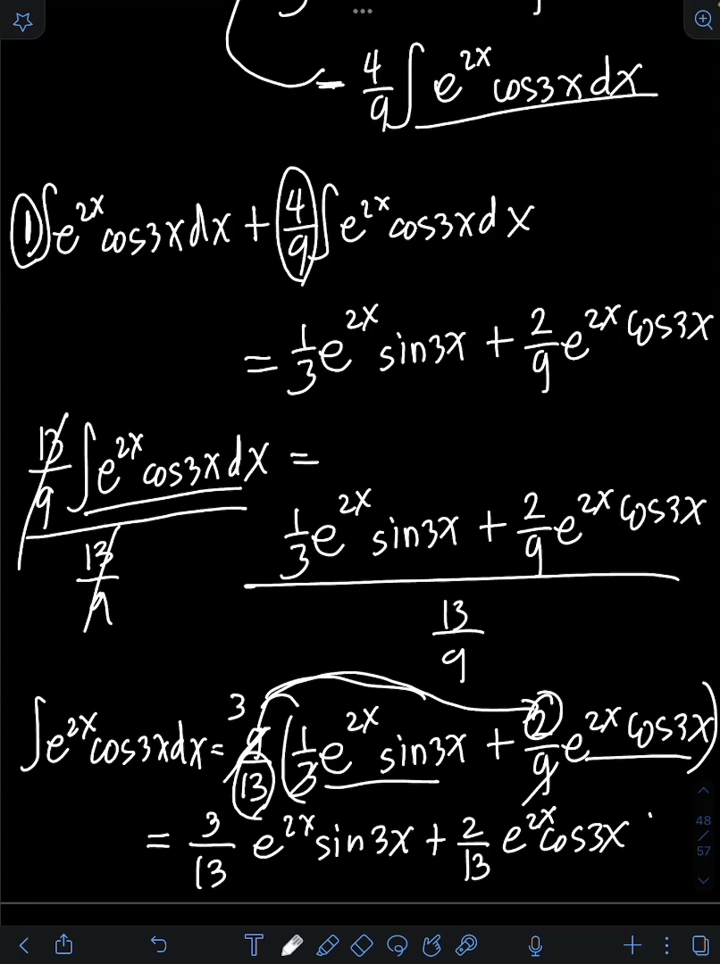 = 4/9 ∫ e^{2x} cos3x dx
① ∫ e^{2x} cos3x dx + 4/9 ∫ e^{2x} cos3x d x
= 1/3 e^{2x} sin3x + 2/9 e^{2x} cos3x
13/9 ∫ e^{2x} cos3x dx =
13/9
1/3 e^{2x} sin3x + 2/9 e^{2x} cos3x
13/9
∫ e^{2x} cos3x dx = 3 9/13 ( 1/3 e^{2x} sin3x + 2/9 e^{2x} cos3x )
= 3/13 e^{2x} sin3x + 2/13 e^{2x} cos3x
48
/
57
T